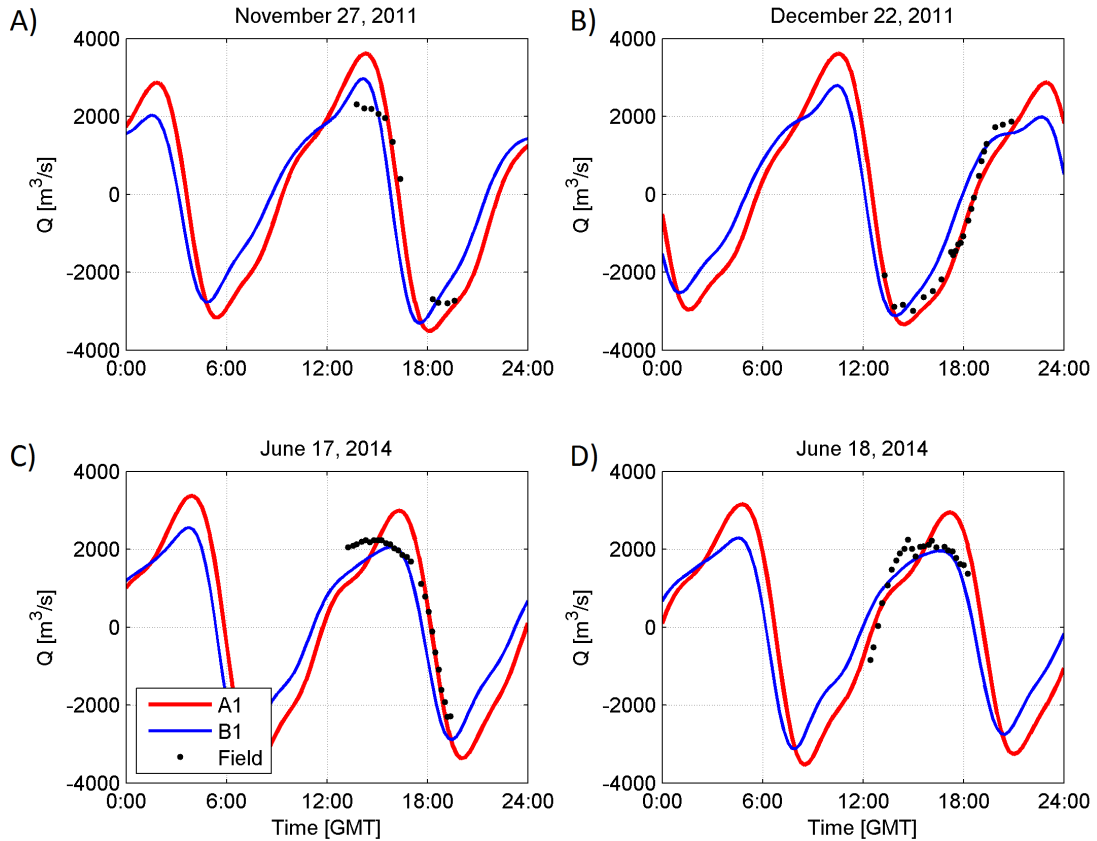 A)
November 27, 2011
4000
2000
0
-2000
-4000
Q [m³/s]
0:00 6:00 12:00 18:00 24:00
B)
December 22, 2011
4000
2000
0
-2000
-4000
Q [m³/s]
0:00 6:00 12:00 18:00 24:00
C)
June 17, 2014
4000
2000
0
-2000
-4000
Q [m³/s]
A1
B1
Field
0:00 6:00 12:00 18:00 24:00
Time [GMT]
D)
June 18, 2014
4000
2000
0
-2000
-4000
Q [m³/s]
0:00 6:00 12:00 18:00 24:00
Time [GMT]